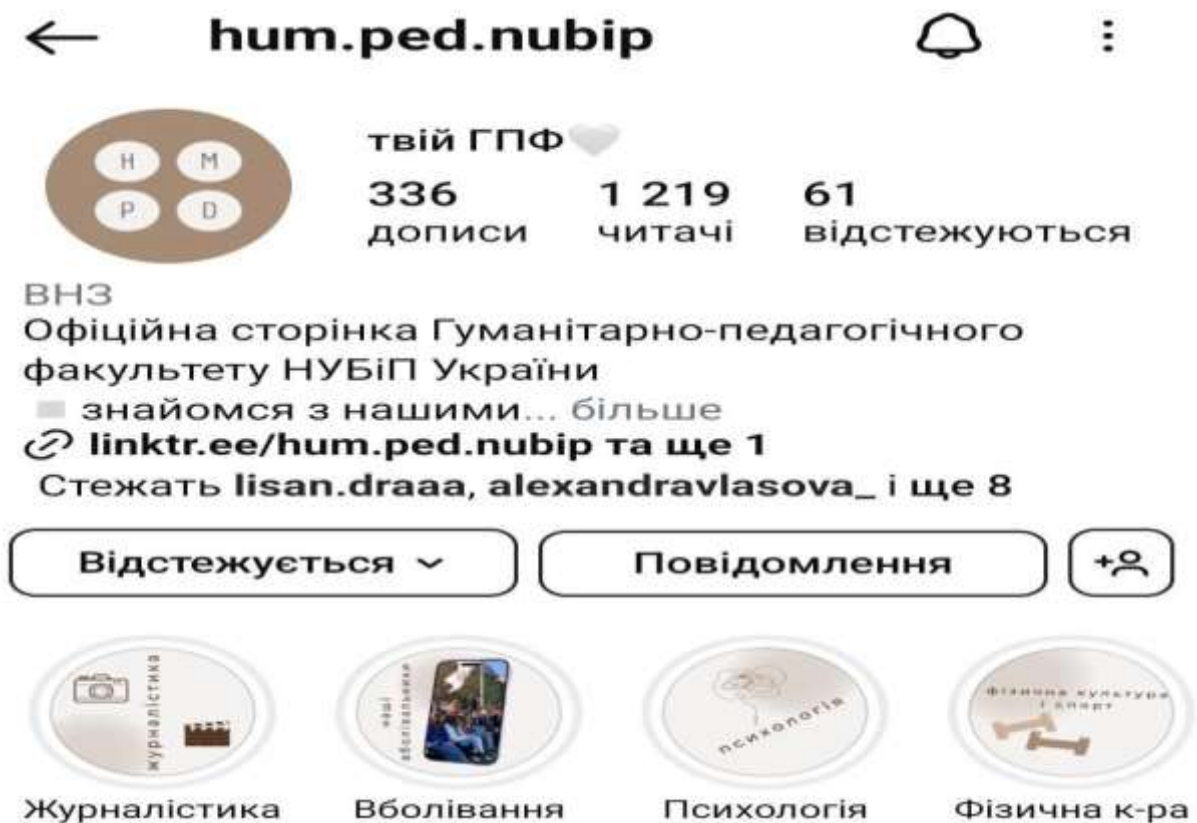 hum.ped.nubip
H M
P D
твій ГПФ🤍
336 1 219 61
дописи читачі відстежуються
ВНЗ
Офіційна сторінка Гуманітарно-педагогічного
факультету НУБіП України
знайомся з нашими... більше
linktr.ee/hum.ped.nubip та ще 1
Стежать lisan.draaa, alexandravlasova_ і ще 8
Відстежується Повідомлення
журналістика
наші вболівальники
психологія
фізична культура
і спорт
Журналістика Вболівання Психологія Фізична к-ра